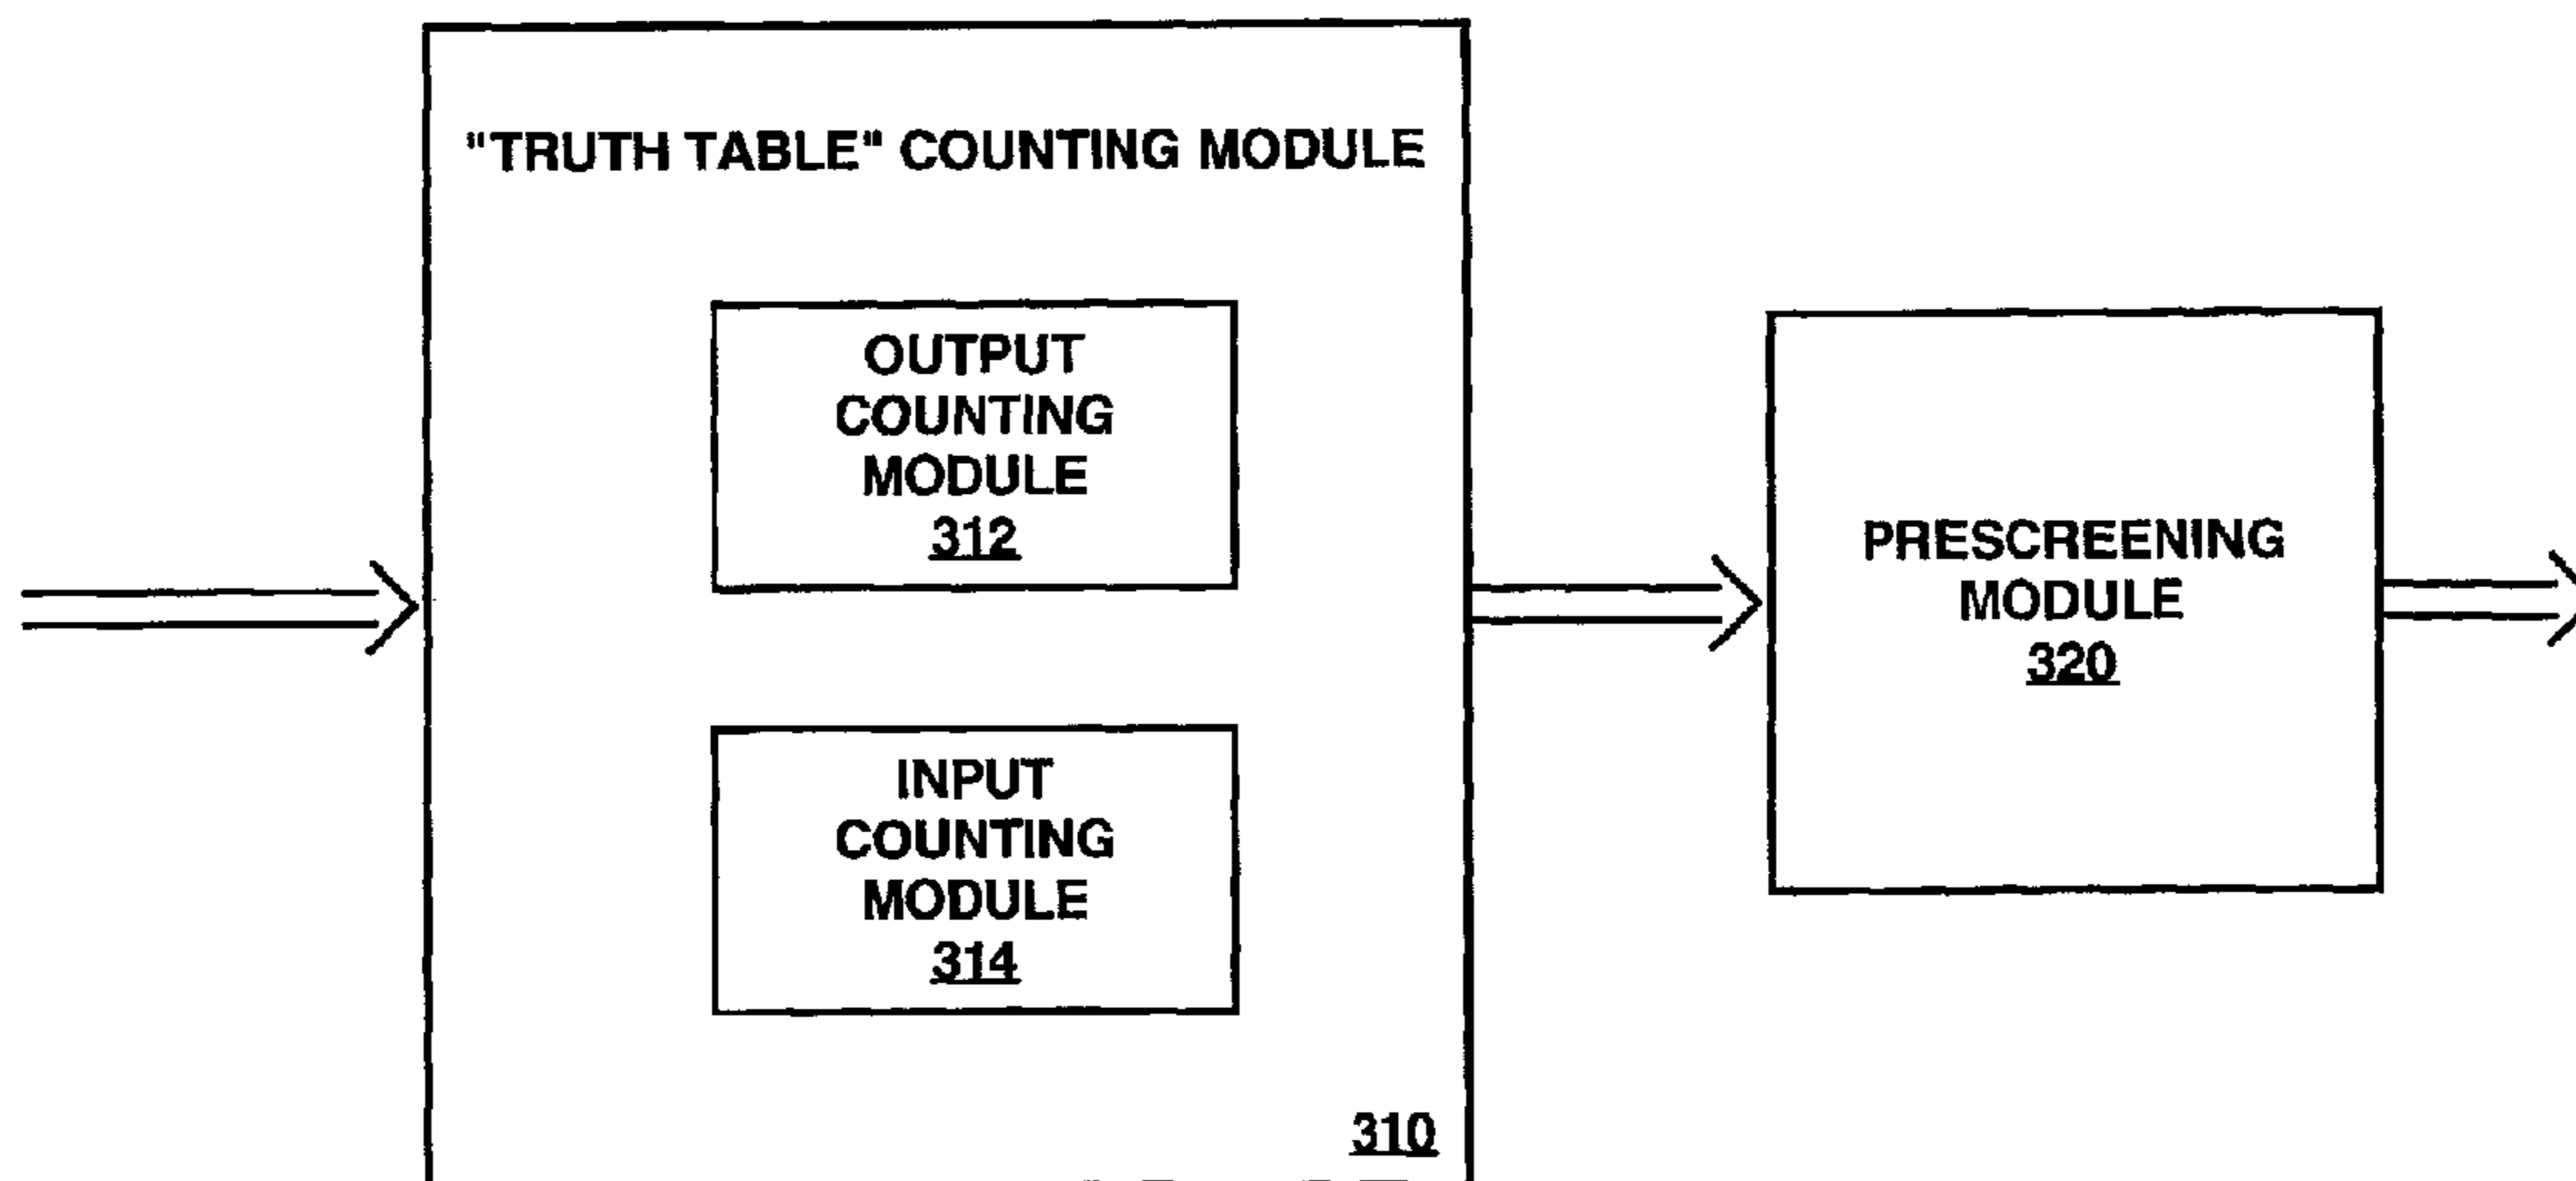 "TRUTH TABLE" COUNTING MODULE
OUTPUT
COUNTING
MODULE
312
INPUT
COUNTING
MODULE
314
310
PRESCREENING
MODULE
320